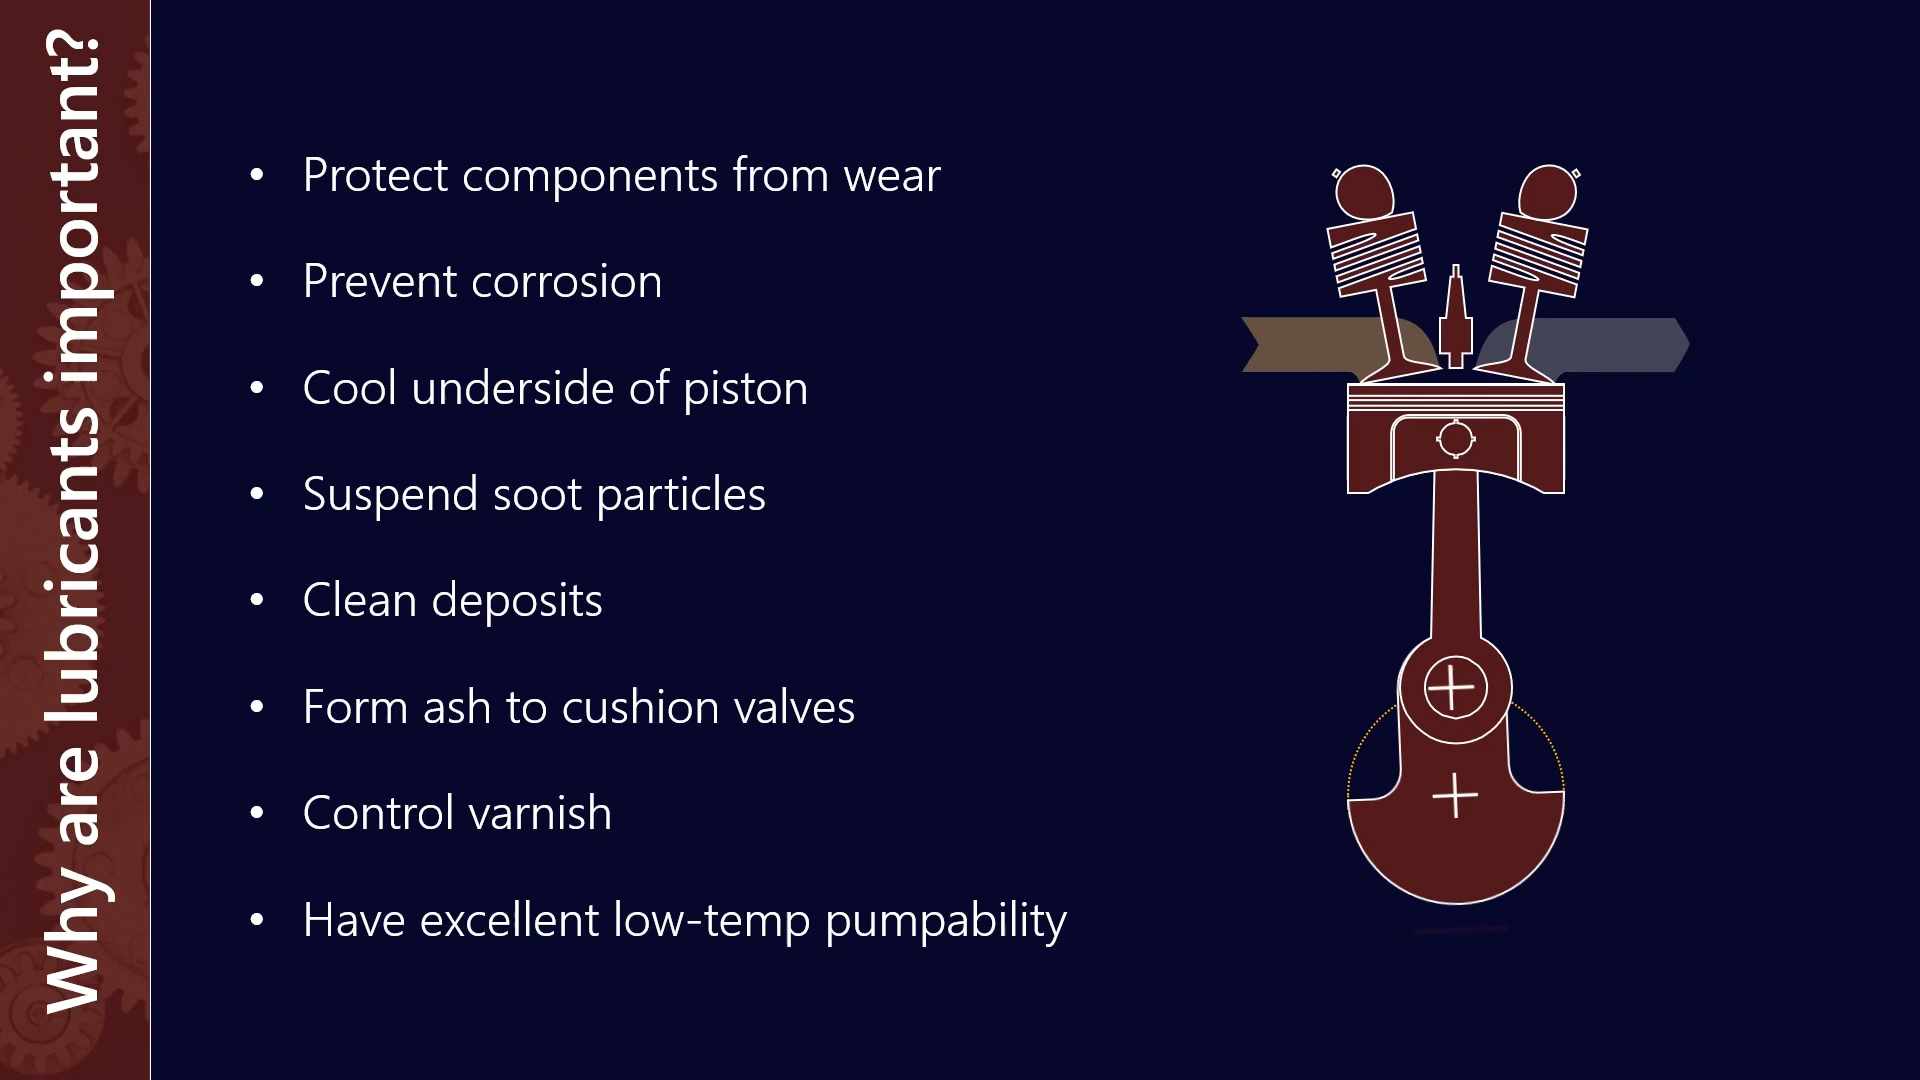 Why are lubricants important?
• Protect components from wear
• Prevent corrosion
• Cool underside of piston
• Suspend soot particles
• Clean deposits
• Form ash to cushion valves
• Control varnish
• Have excellent low-temp pumpability